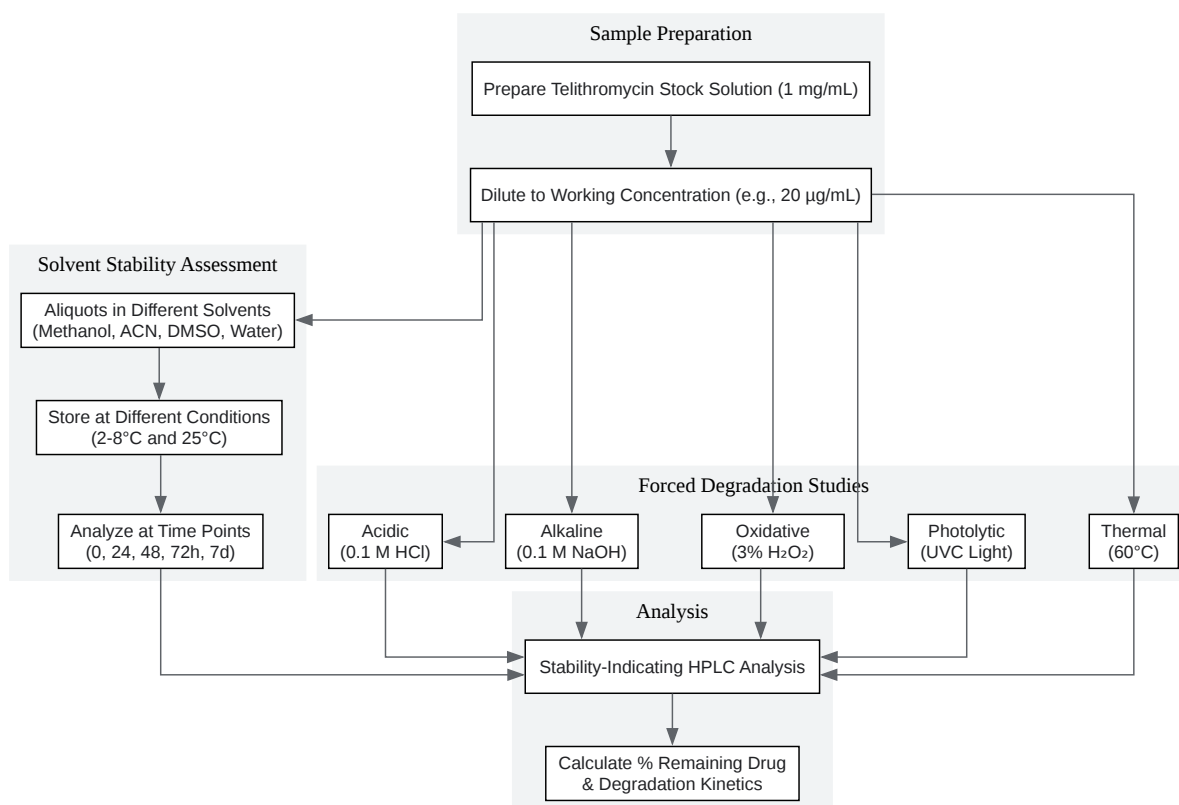 Sample Preparation
Prepare Telithromycin Stock Solution (1 mg/mL)
Dilute to Working Concentration (e.g., 20 µg/mL)
Solvent Stability Assessment
Aliquots in Different Solvents
(Methanol, ACN, DMSO, Water)
Store at Different Conditions
(2-8°C and 25°C)
Analyze at Time Points
(0, 24, 48, 72h, 7d)
Forced Degradation Studies
Acidic
(0.1 M HCl)
Alkaline
(0.1 M NaOH)
Oxidative
(3% H₂O₂)
Photolytic
(UVC Light)
Thermal
(60°C)
Analysis
Stability-Indicating HPLC Analysis
Calculate % Remaining Drug
& Degradation Kinetics